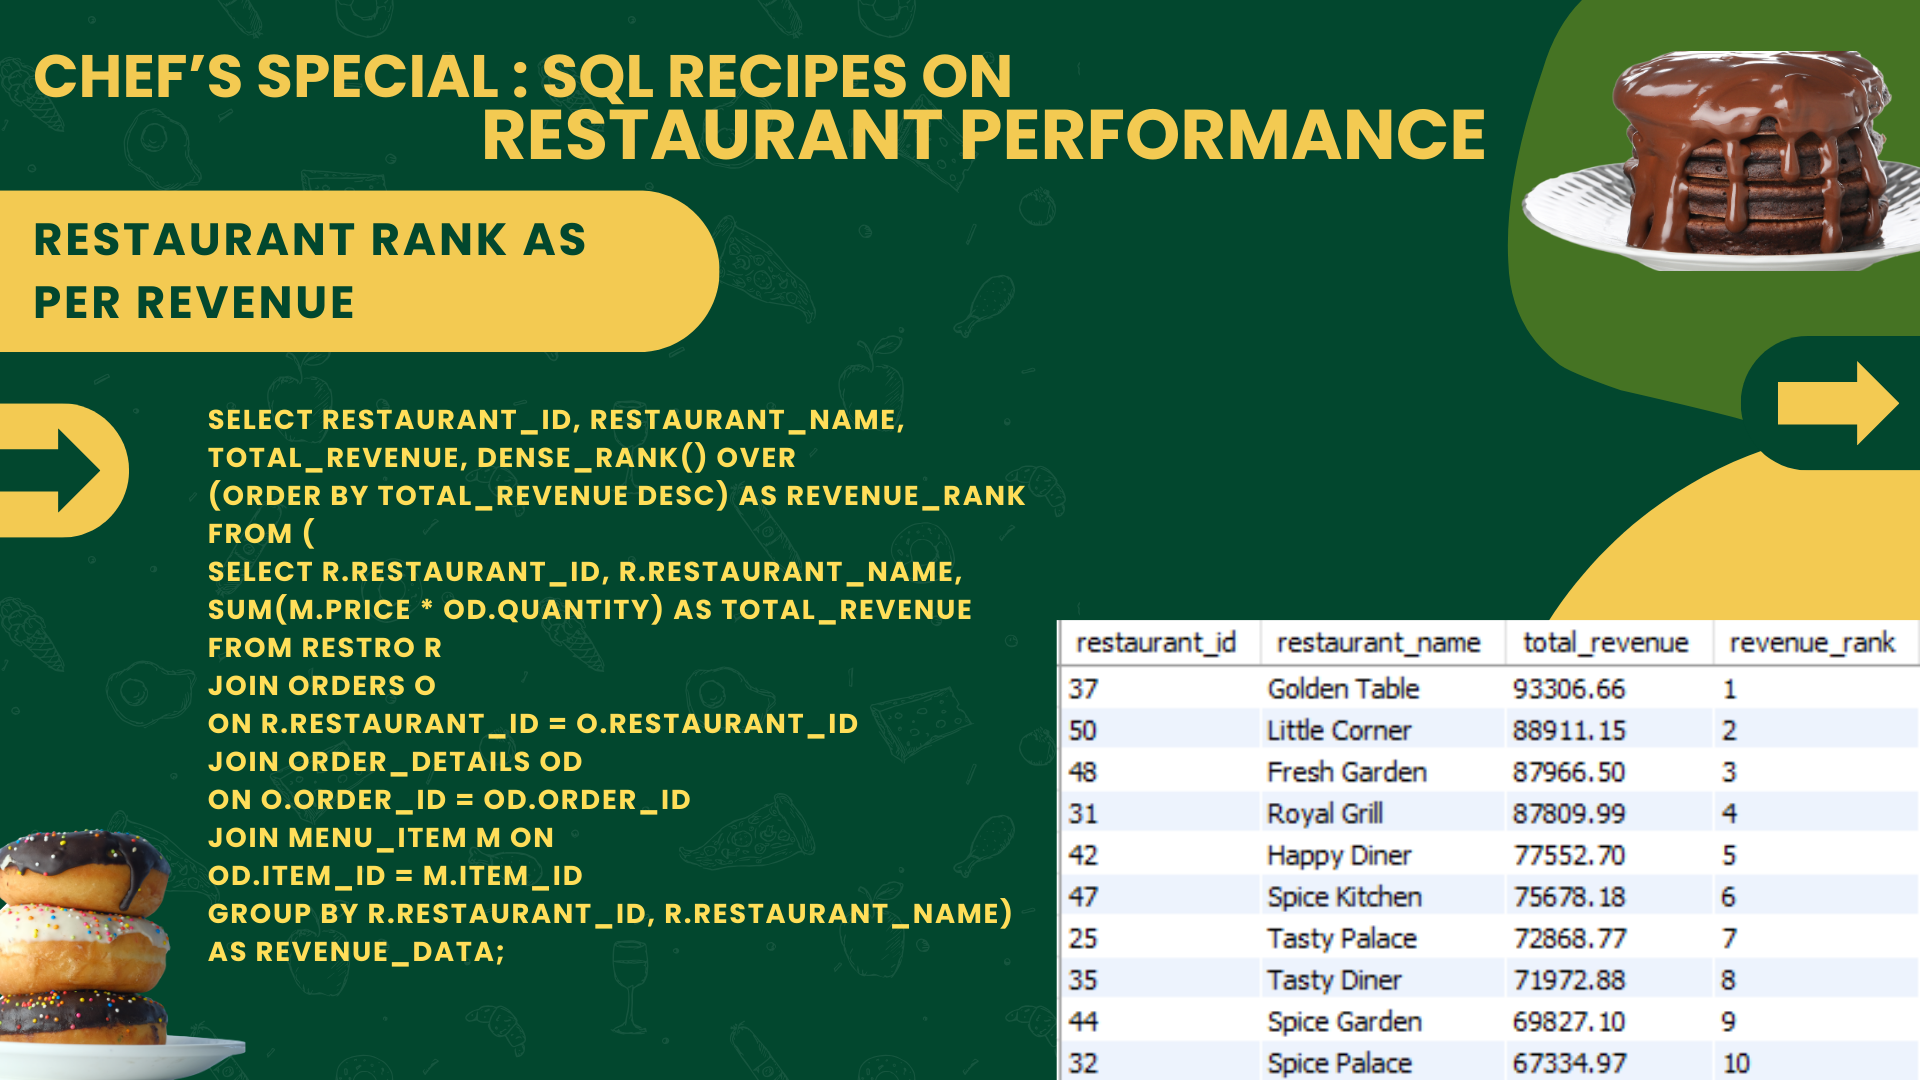 CHEF’S SPECIAL : SQL RECIPES ON
RESTAURANT PERFORMANCE
RESTAURANT RANK AS
PER REVENUE
SELECT RESTAURANT_ID, RESTAURANT_NAME,
TOTAL_REVENUE, DENSE_RANK() OVER
(ORDER BY TOTAL_REVENUE DESC) AS REVENUE_RANK
FROM (
SELECT R.RESTAURANT_ID, R.RESTAURANT_NAME,
SUM(M.PRICE * OD.QUANTITY) AS TOTAL_REVENUE
FROM RESTRO R
JOIN ORDERS O
ON R.RESTAURANT_ID = O.RESTAURANT_ID
JOIN ORDER_DETAILS OD
ON O.ORDER_ID = OD.ORDER_ID
JOIN MENU_ITEM M ON
OD.ITEM_ID = M.ITEM_ID
GROUP BY R.RESTAURANT_ID, R.RESTAURANT_NAME)
AS REVENUE_DATA;
restaurant_id restaurant_name total_revenue revenue_rank
37 Golden Table 93306.66 1
50 Little Corner 88911.15 2
48 Fresh Garden 87966.50 3
31 Royal Grill 87809.99 4
42 Happy Diner 77552.70 5
47 Spice Kitchen 75678.18 6
25 Tasty Palace 72868.77 7
35 Tasty Diner 71972.88 8
44 Spice Garden 69827.10 9
32 Spice Palace 67334.97 10